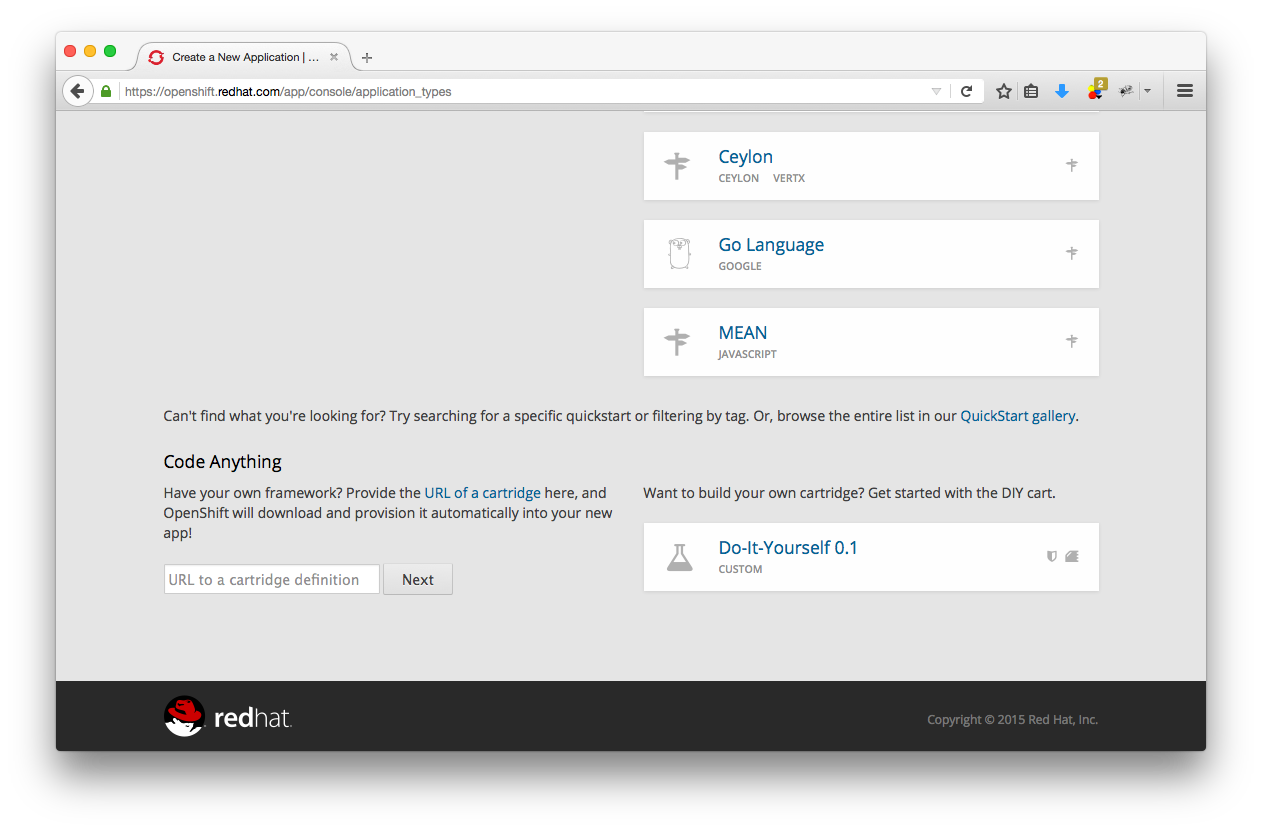 Create a New Application | ...
https://openshift.redhat.com/app/console/application_types
2
Ceylon
CEYLON VERTX
Go Language
GOOGLE
MEAN
JAVASCRIPT
Can't find what you're looking for? Try searching for a specific quickstart or filtering by tag. Or, browse the entire list in our QuickStart gallery.
Code Anything
Have your own framework? Provide the URL of a cartridge here, and
OpenShift will download and provision it automatically into your new
app!
URL to a cartridge definition
Next
Want to build your own cartridge? Get started with the DIY cart.
Do-It-Yourself 0.1
CUSTOM
redhat.
Copyright © 2015 Red Hat, Inc.